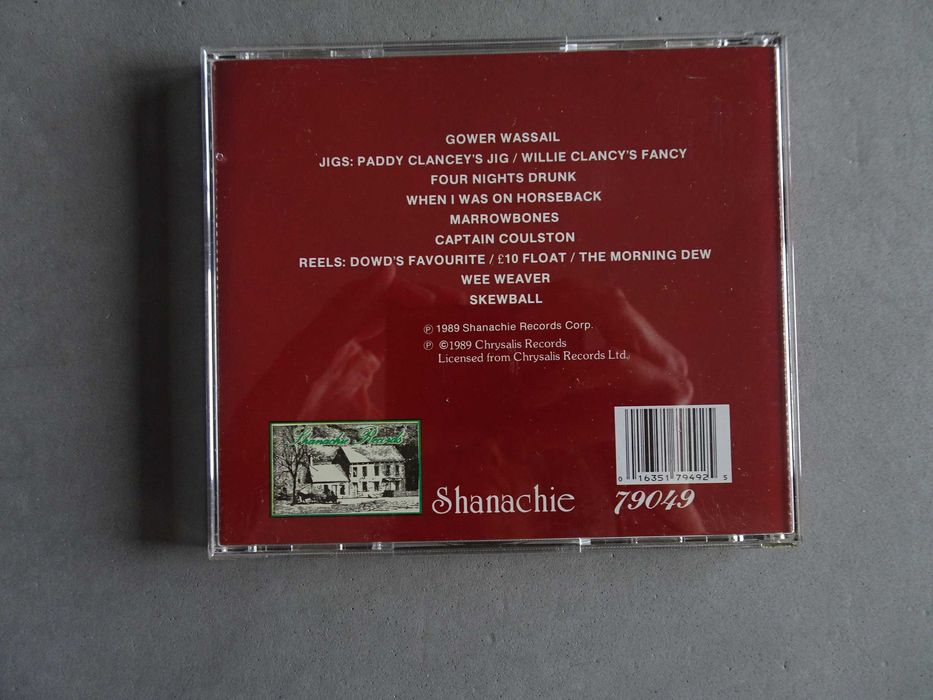 GOWER WASSAIL
JIGS: PADDY CLANCEY'S JIG / WILLIE CLANCY'S FANCY
FOUR NIGHTS DRUNK
WHEN I WAS ON HORSEBACK
MARROWBONES
CAPTAIN COULSTON
REELS: DOWD'S FAVOURITE / £10 FLOAT / THE MORNING DEW
WEE WEAVER
SKEWBALL
℗ 1989 Shanachie Records Corp.
℗ ©1989 Chrysalis Records
Licensed from Chrysalis Records Ltd.
Shanachie Records
Shanachie
0 16351 79492 5
79049